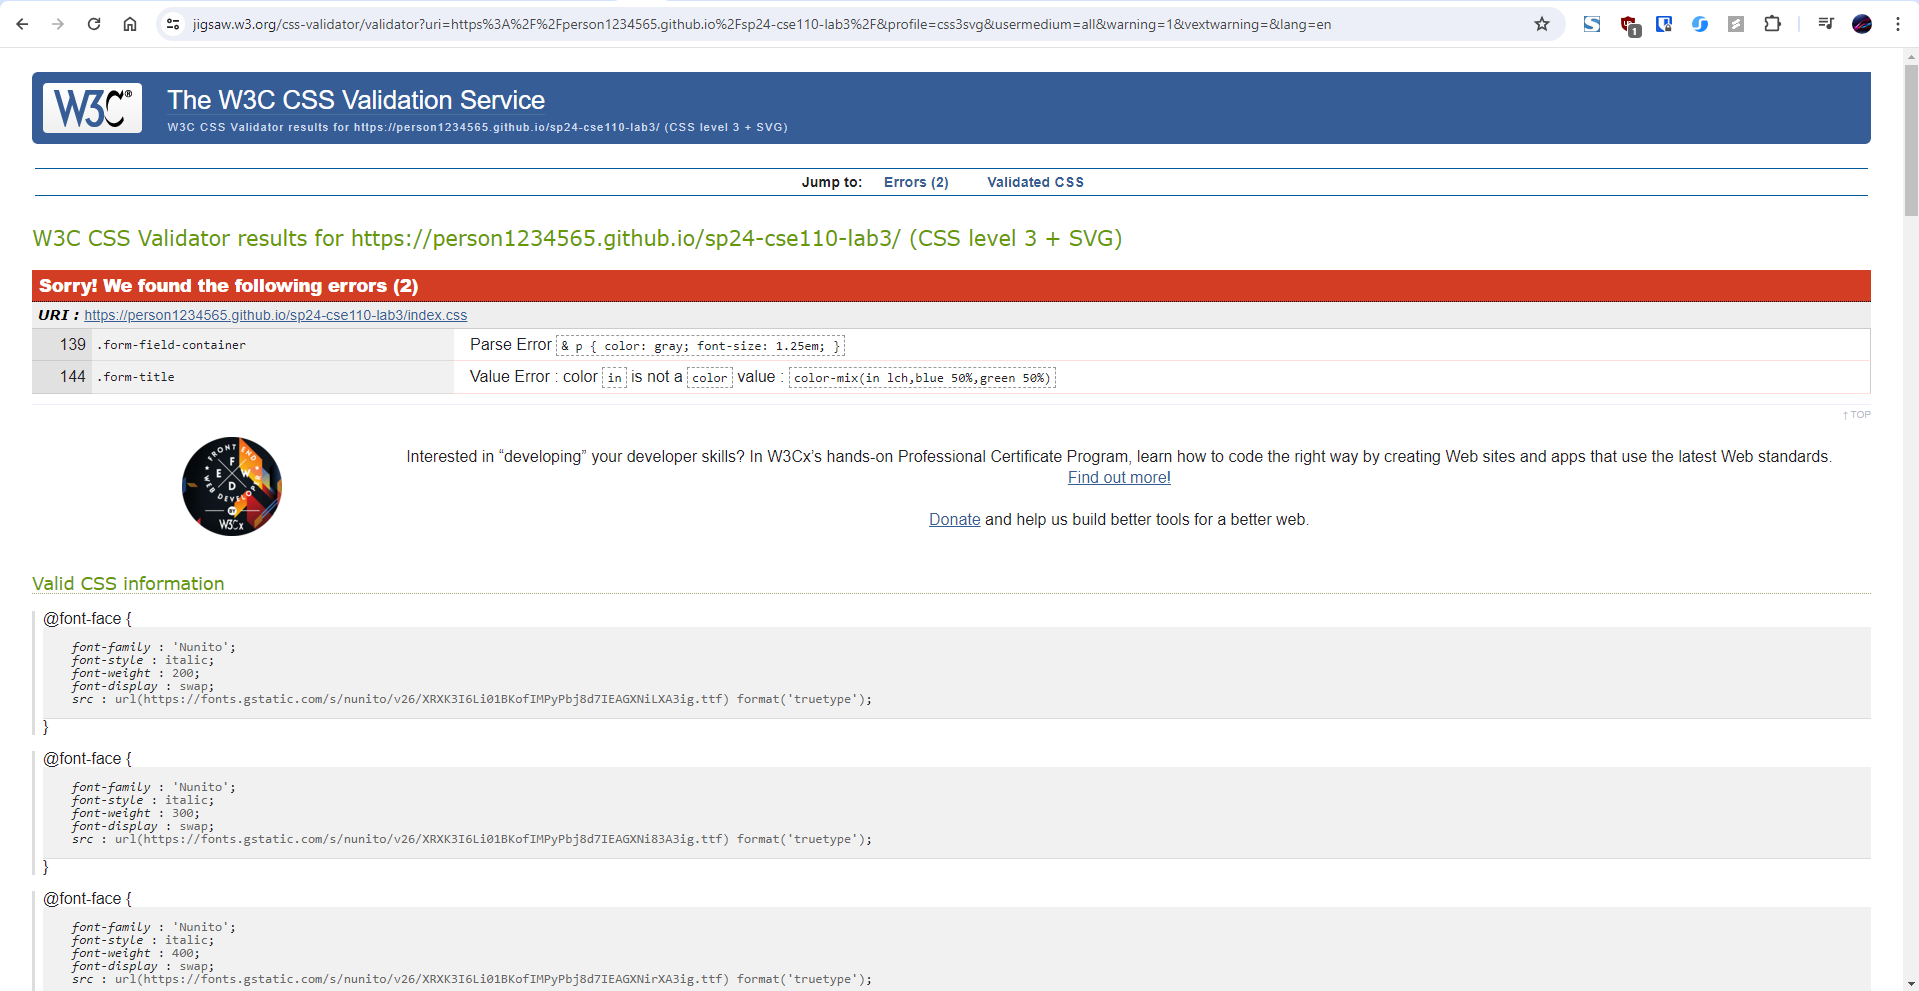 jigsaw.w3.org/css-validator/validator?uri=https%3A%2F%2Fperson1234565.github.io%2Fsp24-cse110-lab3%2F&profile=css3svg&usermedium=all&warning=1&vextwarning=&lang=en
1
W3C®
The W3C CSS Validation Service
W3C CSS Validator results for https://person1234565.github.io/sp24-cse110-lab3/ (CSS level 3 + SVG)
Jump to: Errors (2) Validated CSS
W3C CSS Validator results for https://person1234565.github.io/sp24-cse110-lab3/ (CSS level 3 + SVG)
Sorry! We found the following errors (2)
URI : https://person1234565.github.io/sp24-cse110-lab3/index.css
139 .form-field-container Parse Error & p { color: gray; font-size: 1.25em; }
144 .form-title Value Error : color in is not a color value : color-mix(in lch,blue 50%,green 50%)
↑ TOP
FRONT END
WEB DEVELOPER
F
E W
D
W3Cx
Interested in “developing” your developer skills? In W3Cx’s hands-on Professional Certificate Program, learn how to code the right way by creating Web sites and apps that use the latest Web standards.
Find out more!
Donate and help us build better tools for a better web.
Valid CSS information
@font-face {
font-family : 'Nunito';
font-style : italic;
font-weight : 200;
font-display : swap;
src : url(https://fonts.gstatic.com/s/nunito/v26/XRXK3I6Li01BKofIMPyPbj8d7IEAGXNiLXA3ig.ttf) format('truetype');
}
@font-face {
font-family : 'Nunito';
font-style : italic;
font-weight : 300;
font-display : swap;
src : url(https://fonts.gstatic.com/s/nunito/v26/XRXK3I6Li01BKofIMPyPbj8d7IEAGXNi83A3ig.ttf) format('truetype');
}
@font-face {
font-family : 'Nunito';
font-style : italic;
font-weight : 400;
font-display : swap;
src : url(https://fonts.gstatic.com/s/nunito/v26/XRXK3I6Li01BKofIMPyPbj8d7IEAGXNirXA3ig.ttf) format('truetype');